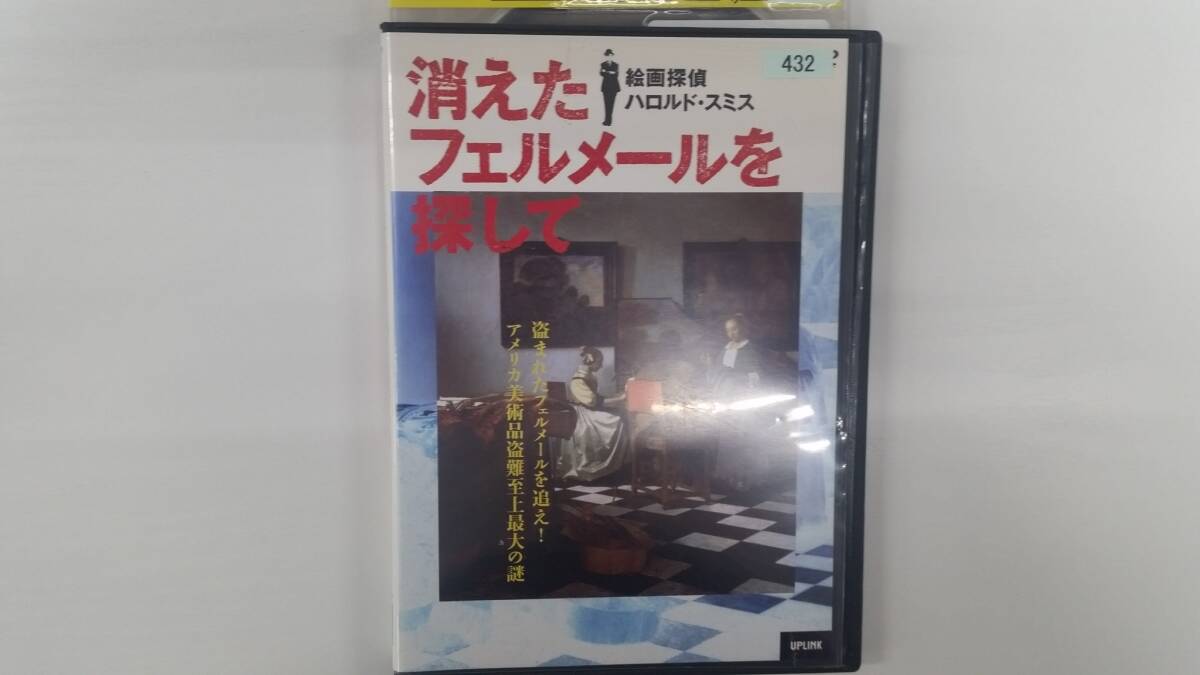 消えた
フェルメールを
探して
絵画探偵
ハロルド・スミス
432
盗まれたフェルメールを追え!
アメリカ美術品盗難至上最大の謎
UPLINK